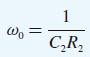 ω₀ = 1 / C₂R₂